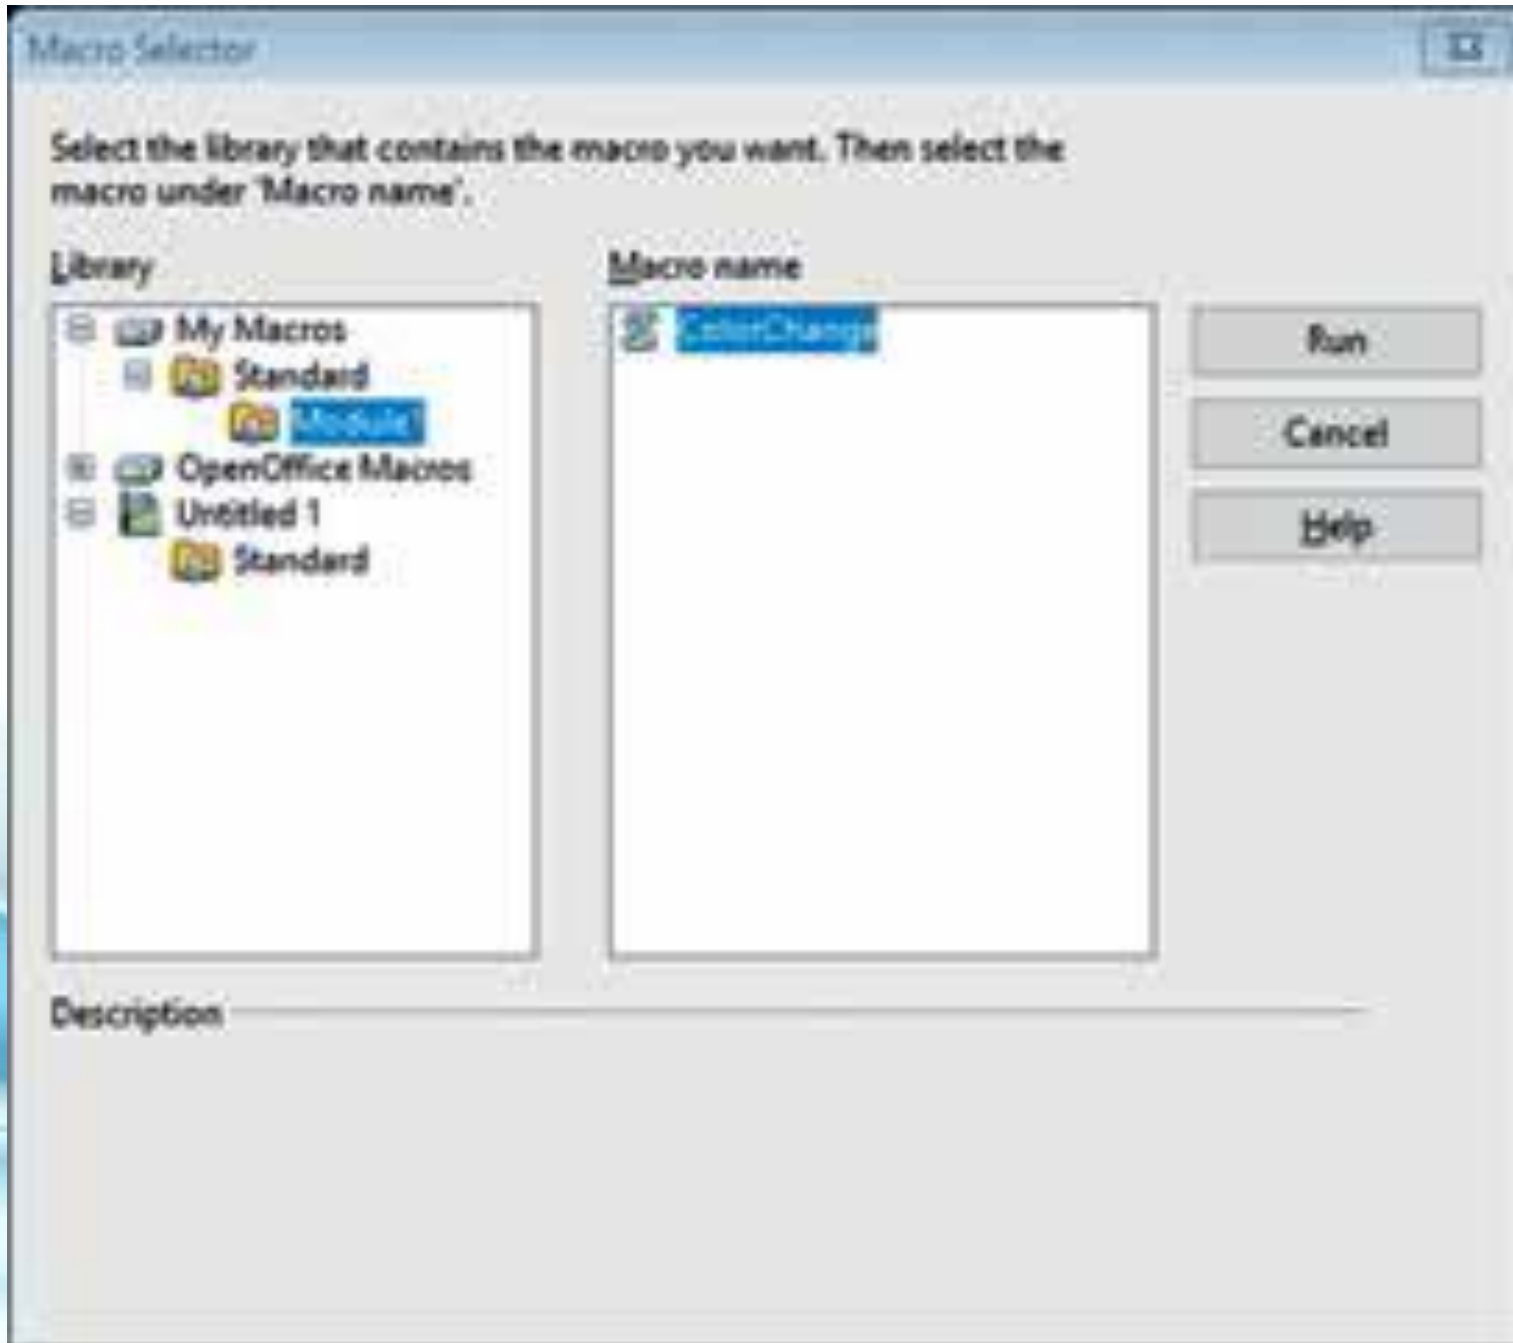 Macro Selector
Select the library that contains the macro you want. Then select the
macro under 'Macro name'.
Library
Macro name
My Macros
Standard
Module1
OpenOffice Macros
Untitled 1
Standard
ColorChange
Run
Cancel
Help
Description